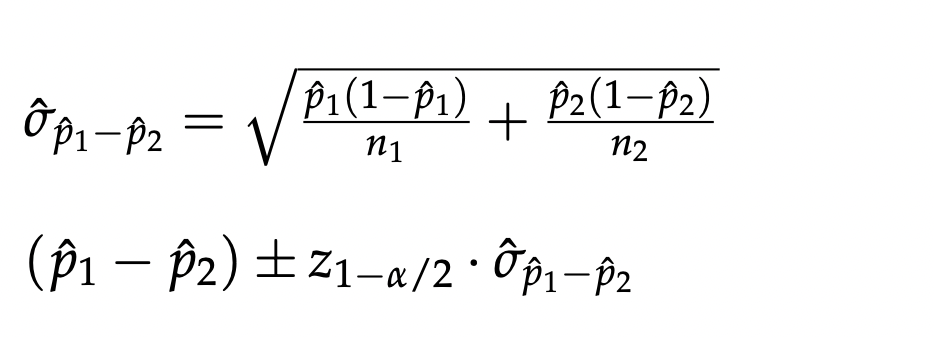 σ̂_{p̂₁−p̂₂} = √(p̂₁(1−p̂₁)/n₁ + p̂₂(1−p̂₂)/n₂)
(p̂₁ − p̂₂) ± z_{1−α/2} · σ̂_{p̂₁−p̂₂}